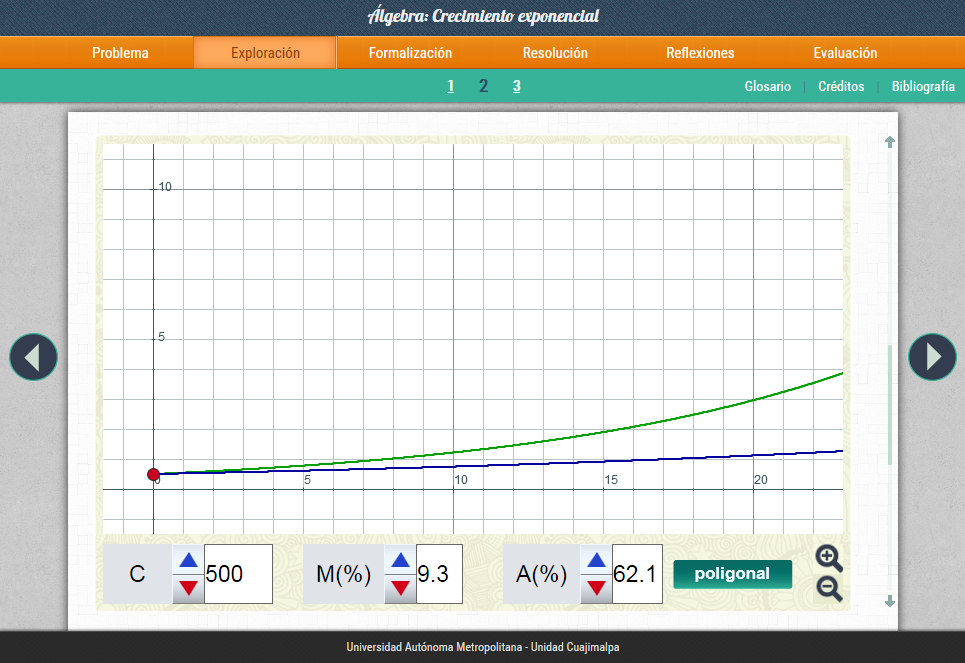 Álgebra: Crecimiento exponencial
Problema Exploración Formalización Resolución Reflexiones Evaluación
1 2 3 Glosario | Créditos | Bibliografía
10
5
0 5 10 15 20
C 500 M(%) 9.3 A(%) 62.1 poligonal
Universidad Autónoma Metropolitana - Unidad Cuajimalpa